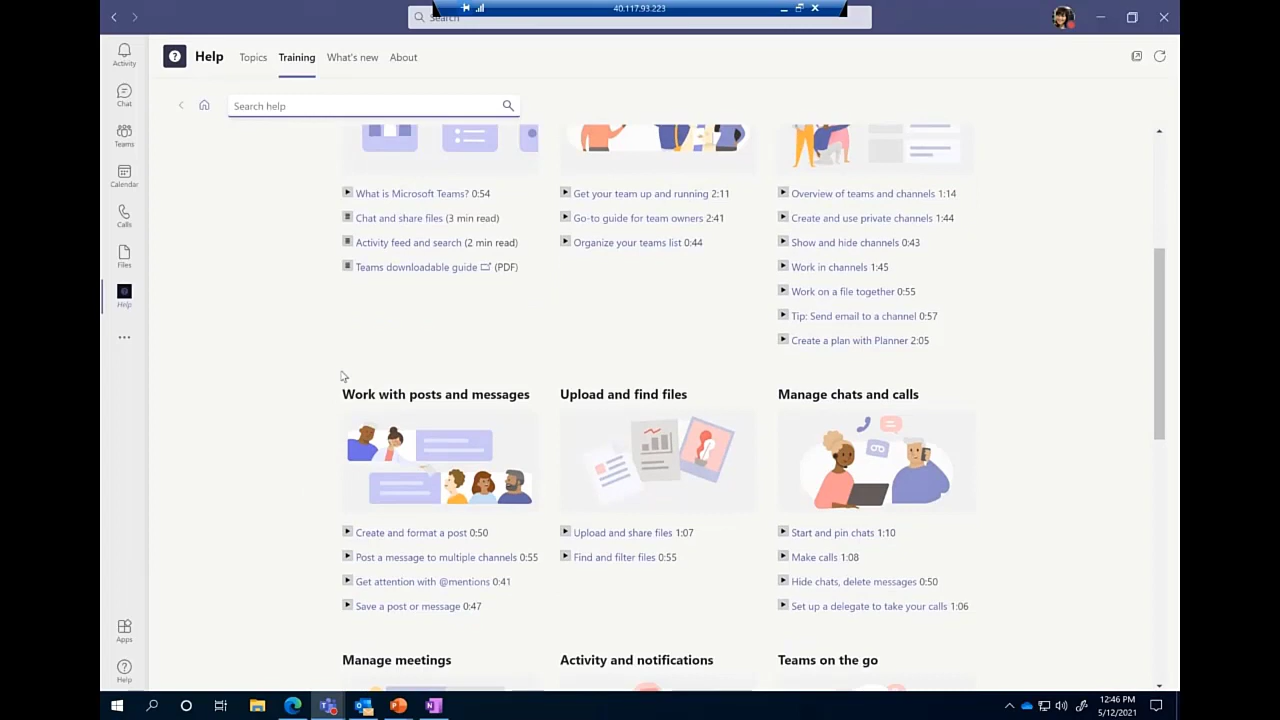 40.117.93.223
Search
Help
Topics
Training
What's new
About
Activity
Chat
Teams
Calendar
Calls
Files
Help
Apps
Help
Search help
What is Microsoft Teams? 0:54
Chat and share files (3 min read)
Activity feed and search (2 min read)
Teams downloadable guide (PDF)
Get your team up and running 2:11
Go-to guide for team owners 2:41
Organize your teams list 0:44
Overview of teams and channels 1:14
Create and use private channels 1:44
Show and hide channels 0:43
Work in channels 1:45
Work on a file together 0:55
Tip: Send email to a channel 0:57
Create a plan with Planner 2:05
Work with posts and messages
Create and format a post 0:50
Post a message to multiple channels 0:55
Get attention with @mentions 0:41
Save a post or message 0:47
Upload and find files
Upload and share files 1:07
Find and filter files 0:55
Manage chats and calls
Start and pin chats 1:10
Make calls 1:08
Hide chats, delete messages 0:50
Set up a delegate to take your calls 1:06
Manage meetings
Activity and notifications
Teams on the go
12:46 PM
5/12/2021